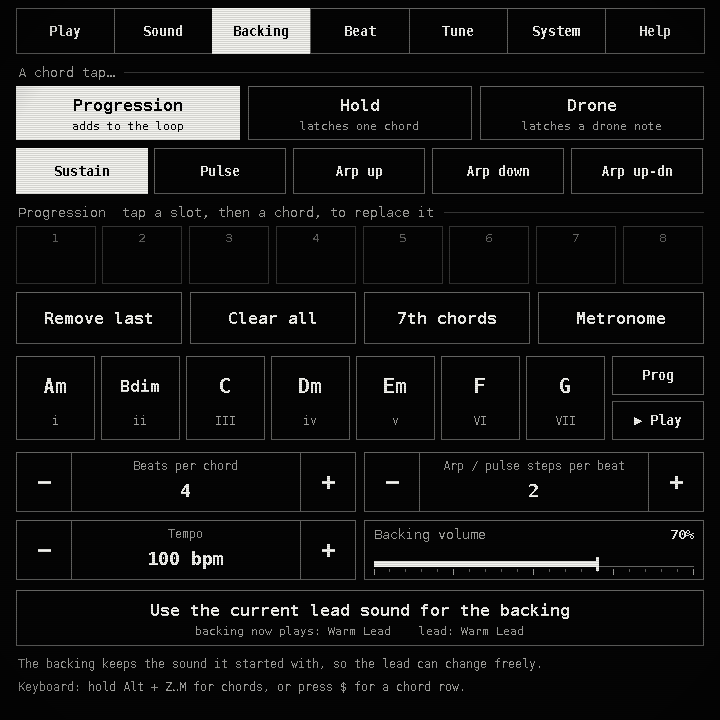 Play Sound Backing Beat Tune System Help
A chord tap…
Progression Hold Drone
adds to the loop latches one chord latches a drone note
Sustain Pulse Arp up Arp down Arp up-dn
Progression tap a slot, then a chord, to replace it
1 2 3 4 5 6 7 8
Remove last Clear all 7th chords Metronome
Am Bdim C Dm Em F G Prog
i ii III iv v VI VII ▶ Play
Beats per chord Arp / pulse steps per beat
− 4 + − 2 +
Tempo Backing volume 70%
− 100 bpm +
Use the current lead sound for the backing
backing now plays: Warm Lead lead: Warm Lead
The backing keeps the sound it started with, so the lead can change freely.
Keyboard: hold Alt + Z…M for chords, or press $ for a chord row.